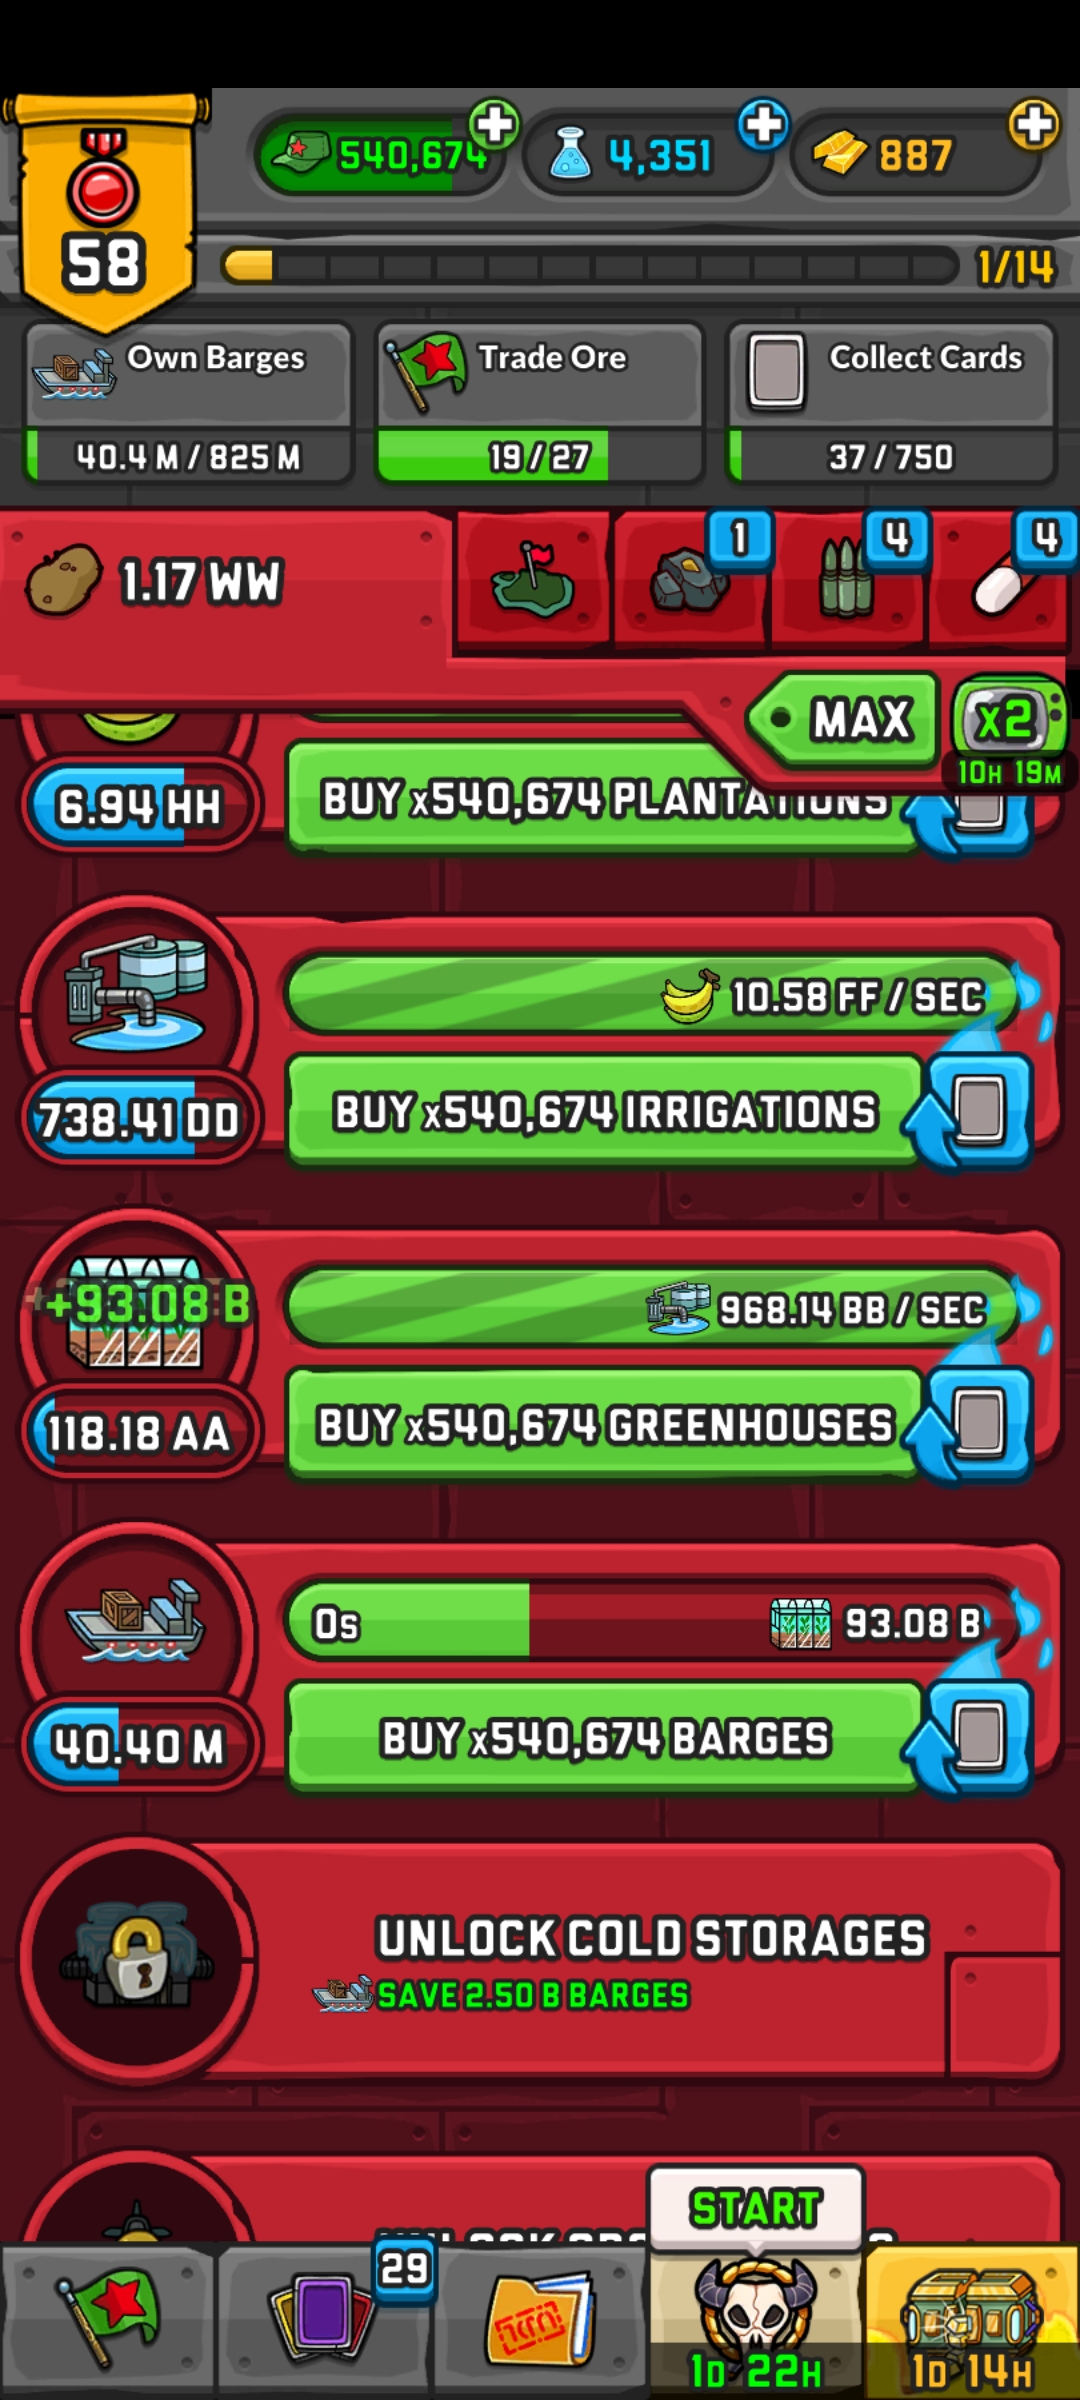 540,674
4,351
887
58
1/14
Own Barges
Trade Ore
Collect Cards
40.4 M / 825 M
19 / 27
37 / 750
1.17 WW
1
4
4
MAX
x2
10H 19M
6.94 HH
BUY x540,674 PLANTATIONS
10.58 FF / SEC
738.41 DD
BUY x540,674 IRRIGATIONS
+93.08 B
968.14 BB / SEC
118.18 AA
BUY x540,674 GREENHOUSES
0s
93.08 B
40.40 M
BUY x540,674 BARGES
UNLOCK COLD STORAGES
SAVE 2.50 B BARGES
START
29
1D 22H
1D 14H